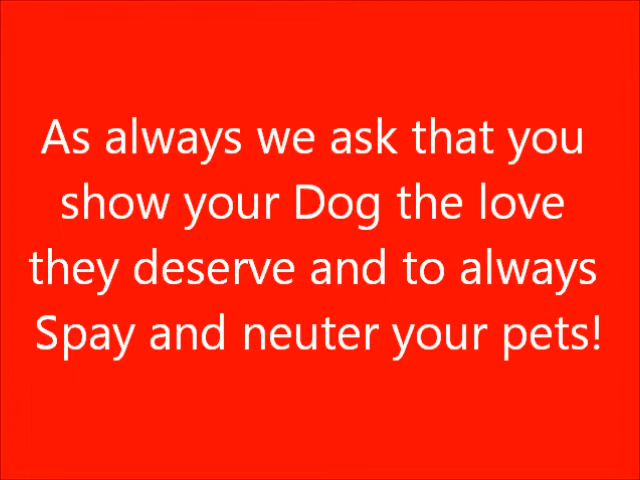 As always we ask that you
show your Dog the love
they deserve and to always
Spay and neuter your pets!